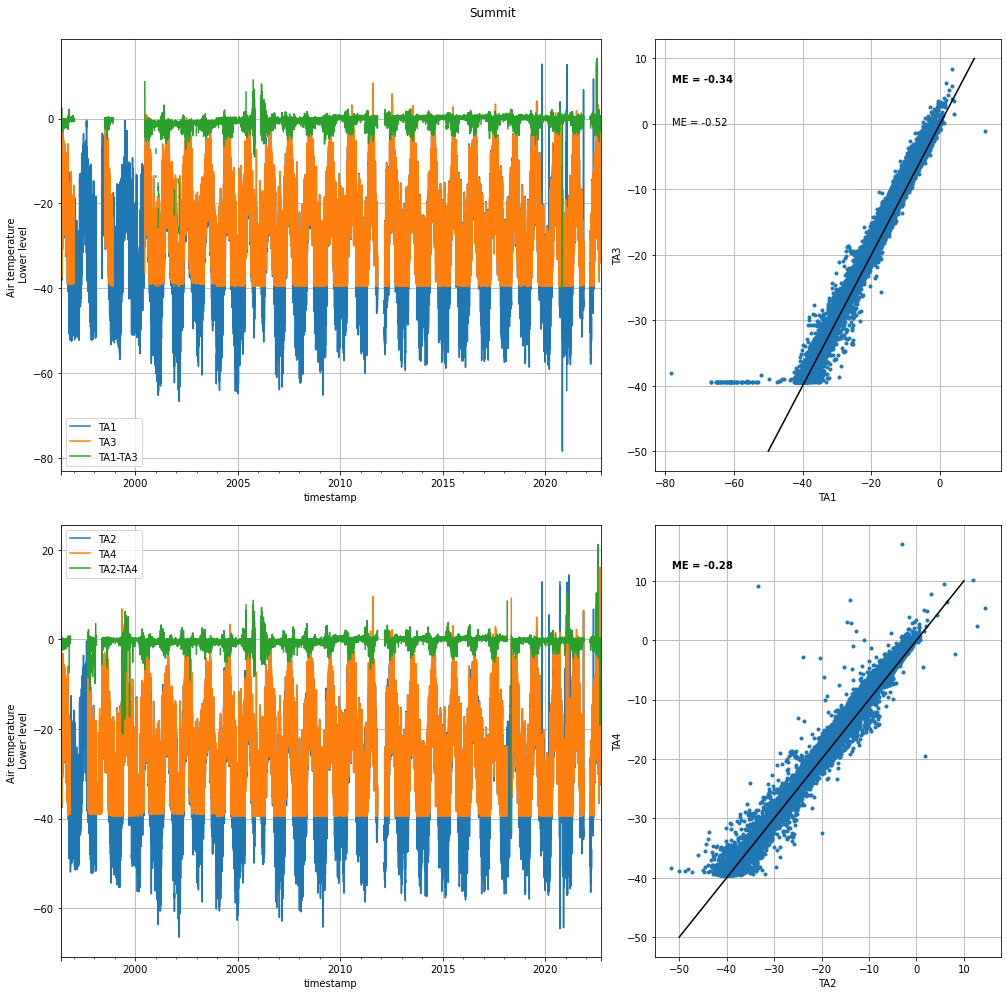 Summit
0
−20
−40
−60
−80
Air temperature
Lower level
2000
2005
2010
2015
2020
timestamp
TA1
TA3
TA1-TA3
10
0
−10
−20
−30
−40
−50
TA3
ME = -0.34
ME = -0.52
−80
−60
−40
−20
0
TA1
20
0
−20
−40
−60
Air temperature
Lower level
TA2
TA4
TA2-TA4
2000
2005
2010
2015
2020
timestamp
10
0
−10
−20
−30
−40
−50
TA4
ME = -0.28
−50
−40
−30
−20
−10
0
10
TA2